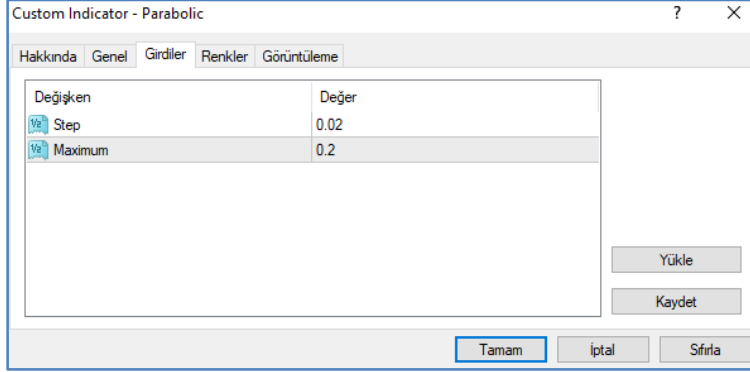 Custom Indicator - Parabolic
Hakkında Genel Girdiler Renkler Görüntüleme
Değişken Değer
Step 0.02
Maximum 0.2
Yükle
Kaydet
Tamam İptal Sıfırla